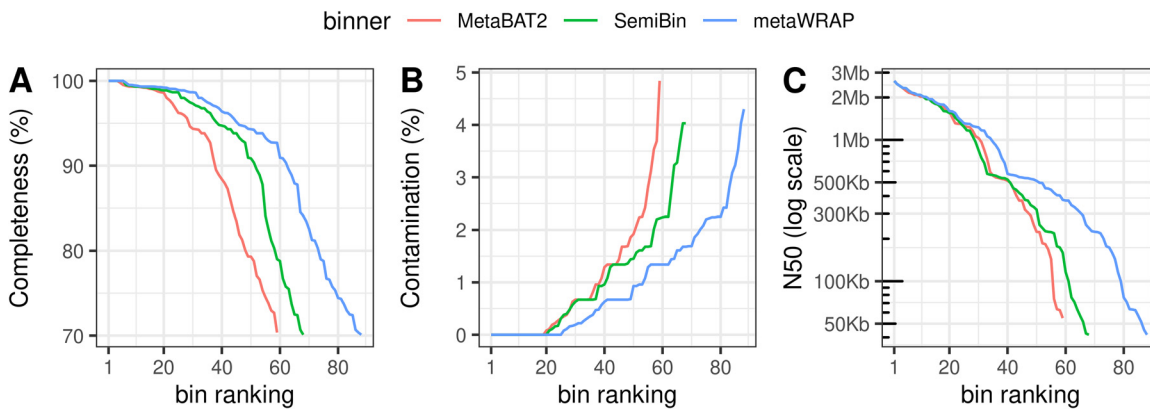 binner MetaBAT2 SemiBin metaWRAP
A
Completeness (%)
100
90
80
70
1 20 40 60 80
bin ranking
B
Contamination (%)
5
4
3
2
1
0
1 20 40 60 80
bin ranking
C
N50 (log scale)
3Mb
2Mb
1Mb
500Kb
300Kb
100Kb
50Kb
1 20 40 60 80
bin ranking